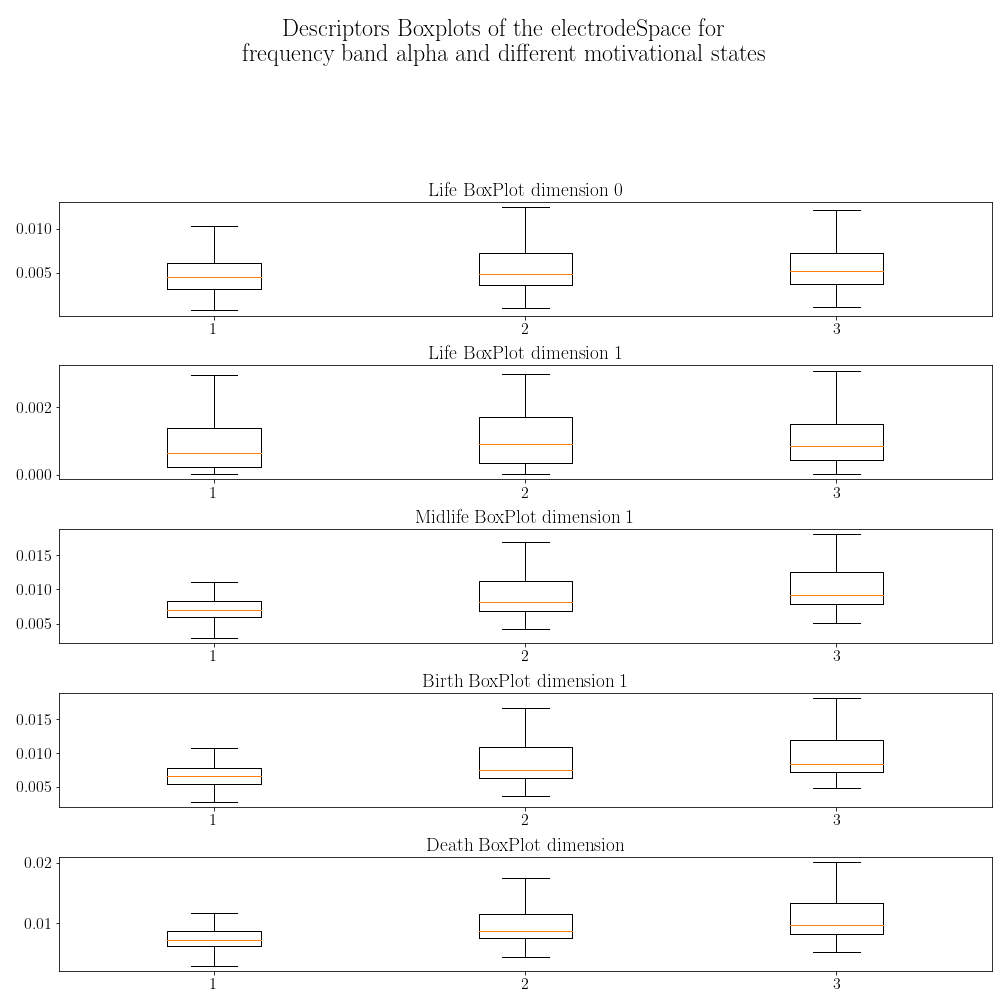 Descriptors Boxplots of the electrodeSpace for
frequency band alpha and different motivational states
Life BoxPlot dimension 0
0.010
0.005
1 2 3
Life BoxPlot dimension 1
0.002
0.000
1 2 3
Midlife BoxPlot dimension 1
0.015
0.010
0.005
1 2 3
Birth BoxPlot dimension 1
0.015
0.010
0.005
1 2 3
Death BoxPlot dimension
0.02
0.01
1 2 3